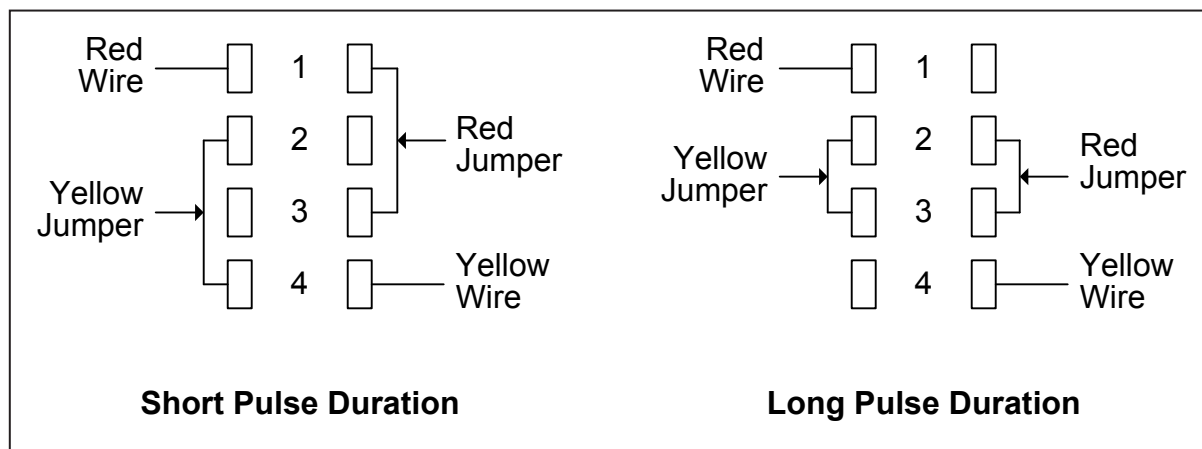 Red
Wire
1
2
3
4
Yellow
Jumper
Red
Jumper
Yellow
Wire
Short Pulse Duration
Red
Wire
1
2
3
4
Yellow
Jumper
Red
Jumper
Yellow
Wire
Long Pulse Duration